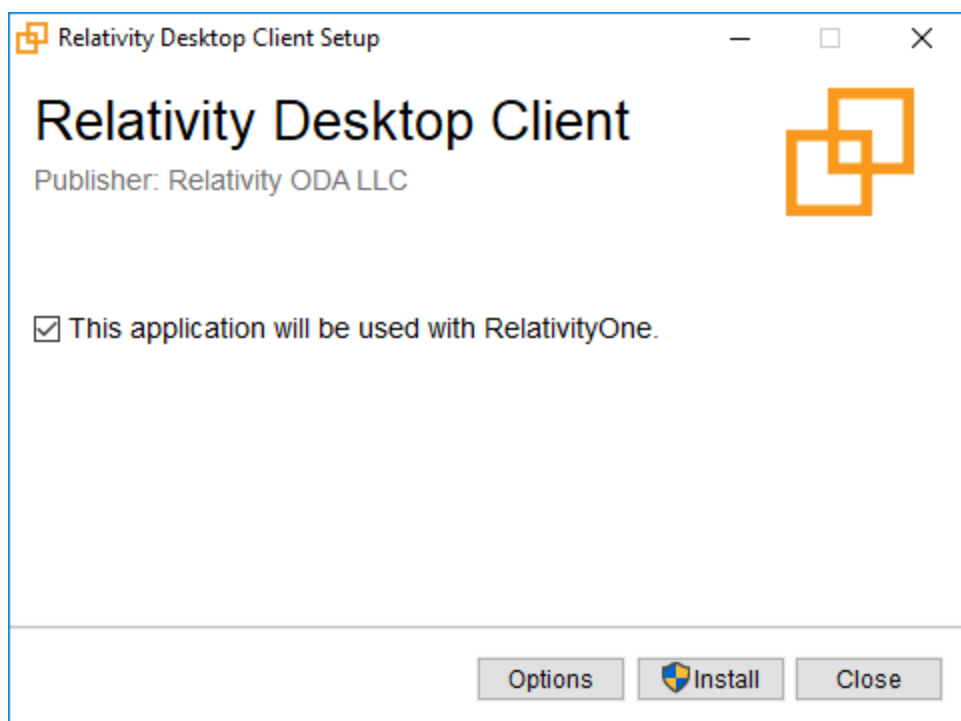 Relativity Desktop Client Setup
Relativity Desktop Client
Publisher: Relativity ODA LLC
This application will be used with RelativityOne.
Options
Install
Close